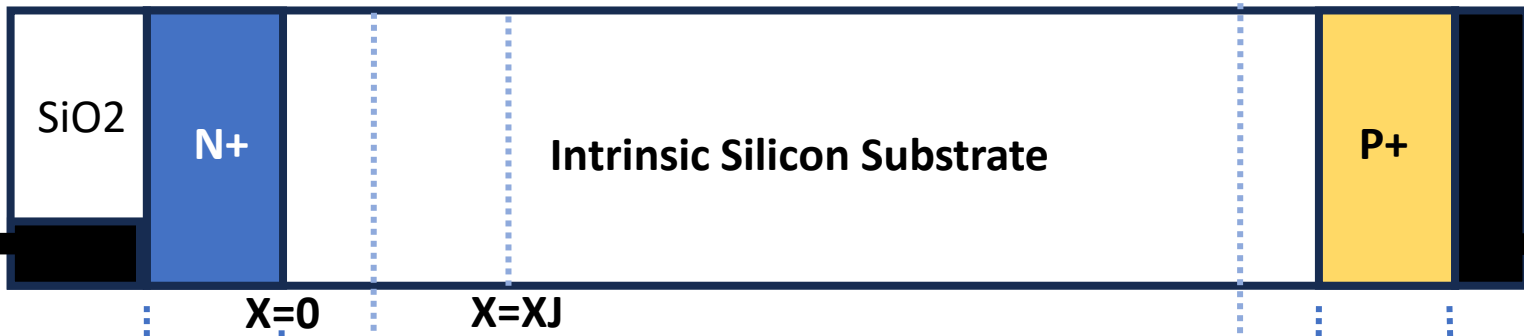 SiO2
N+
Intrinsic Silicon Substrate
P+
X=0
X=XJ